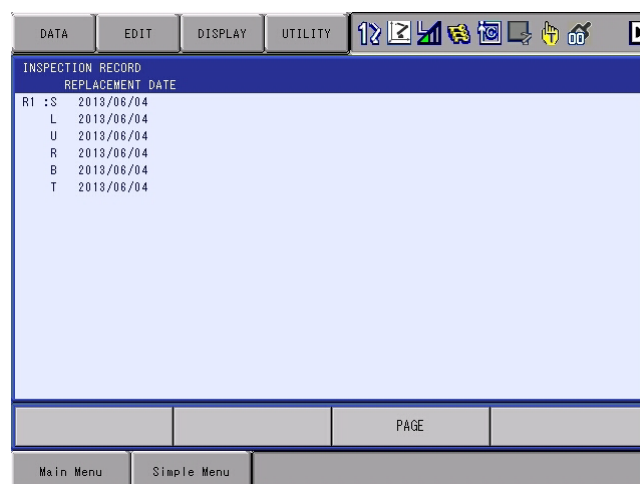 DATA EDIT DISPLAY UTILITY
INSPECTION RECORD
REPLACEMENT DATE
R1 :S 2013/06/04
L 2013/06/04
U 2013/06/04
R 2013/06/04
B 2013/06/04
T 2013/06/04
PAGE
Main Menu Simple Menu